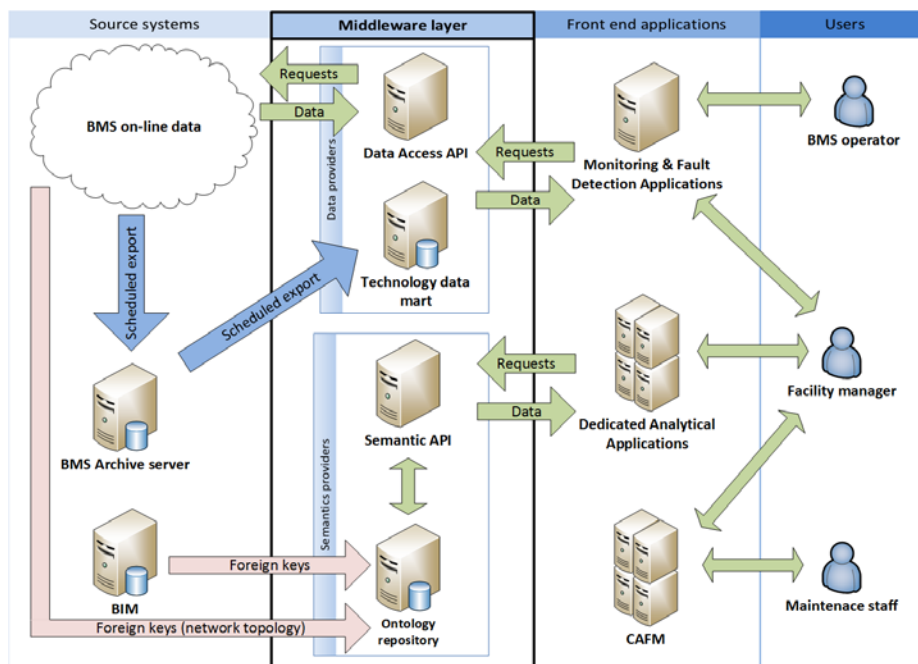 Source systems
Middleware layer
Front end applications
Users
Requests
BMS on-line data
Data
Data Access API
Data providers
Requests
Monitoring & Fault
Detection Applications
BMS operator
Data
Scheduled export
Scheduled export
Technology data
mart
Requests
Data
Semantic API
Semantics providers
Dedicated Analytical
Applications
Facility manager
BMS Archive server
Foreign keys
BIM
Foreign keys (network topology)
Ontology
repository
CAFM
Maintenace staff